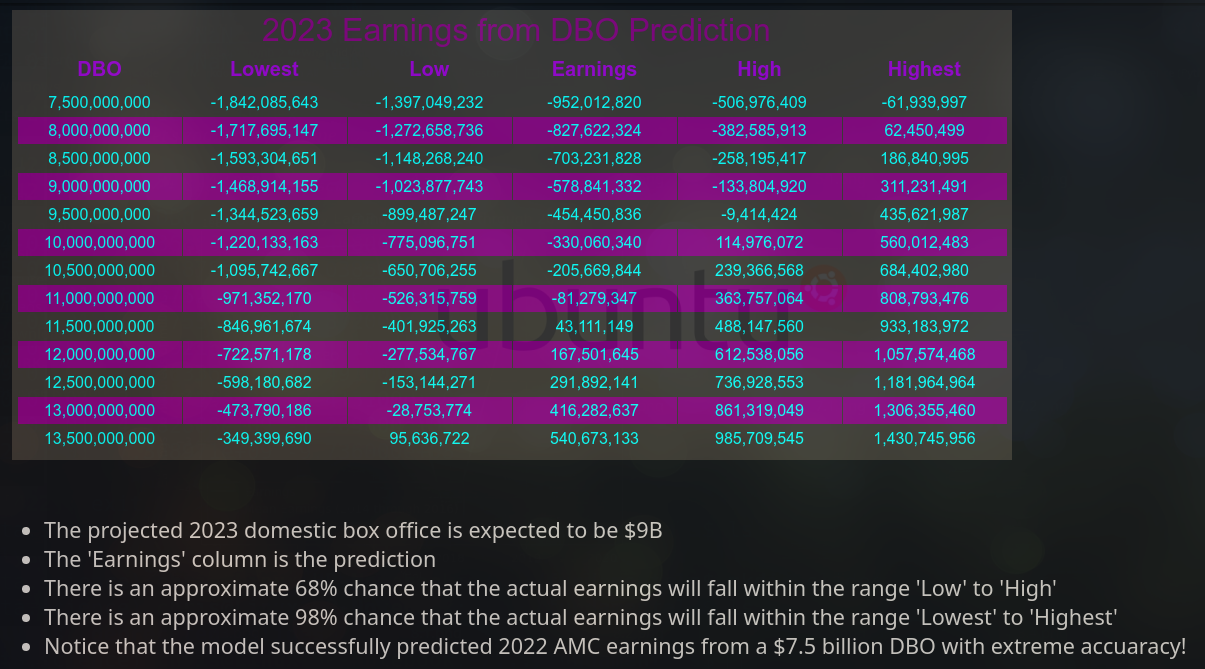 2023 Earnings from DBO Prediction
DBO Lowest Low Earnings High Highest
7,500,000,000 -1,842,085,643 -1,397,049,232 -952,012,820 -506,976,409 -61,939,997
8,000,000,000 -1,717,695,147 -1,272,658,736 -827,622,324 -382,585,913 62,450,499
8,500,000,000 -1,593,304,651 -1,148,268,240 -703,231,828 -258,195,417 186,840,995
9,000,000,000 -1,468,914,155 -1,023,877,743 -578,841,332 -133,804,920 311,231,491
9,500,000,000 -1,344,523,659 -899,487,247 -454,450,836 -9,414,424 435,621,987
10,000,000,000 -1,220,133,163 -775,096,751 -330,060,340 114,976,072 560,012,483
10,500,000,000 -1,095,742,667 -650,706,255 -205,669,844 239,366,568 684,402,980
11,000,000,000 -971,352,170 -526,315,759 -81,279,347 363,757,064 808,793,476
ubuntu
11,500,000,000 -846,961,674 -401,925,263 43,111,149 488,147,560 933,183,972
12,000,000,000 -722,571,178 -277,534,767 167,501,645 612,538,056 1,057,574,468
12,500,000,000 -598,180,682 -153,144,271 291,892,141 736,928,553 1,181,964,964
13,000,000,000 -473,790,186 -28,753,774 416,282,637 861,319,049 1,306,355,460
13,500,000,000 -349,399,690 95,636,722 540,673,133 985,709,545 1,430,745,956
• The projected 2023 domestic box office is expected to be $9B
• The 'Earnings' column is the prediction
• There is an approximate 68% chance that the actual earnings will fall within the range 'Low' to 'High'
• There is an approximate 98% chance that the actual earnings will fall within the range 'Lowest' to 'Highest'
• Notice that the model successfully predicted 2022 AMC earnings from a $7.5 billion DBO with extreme accuaracy!